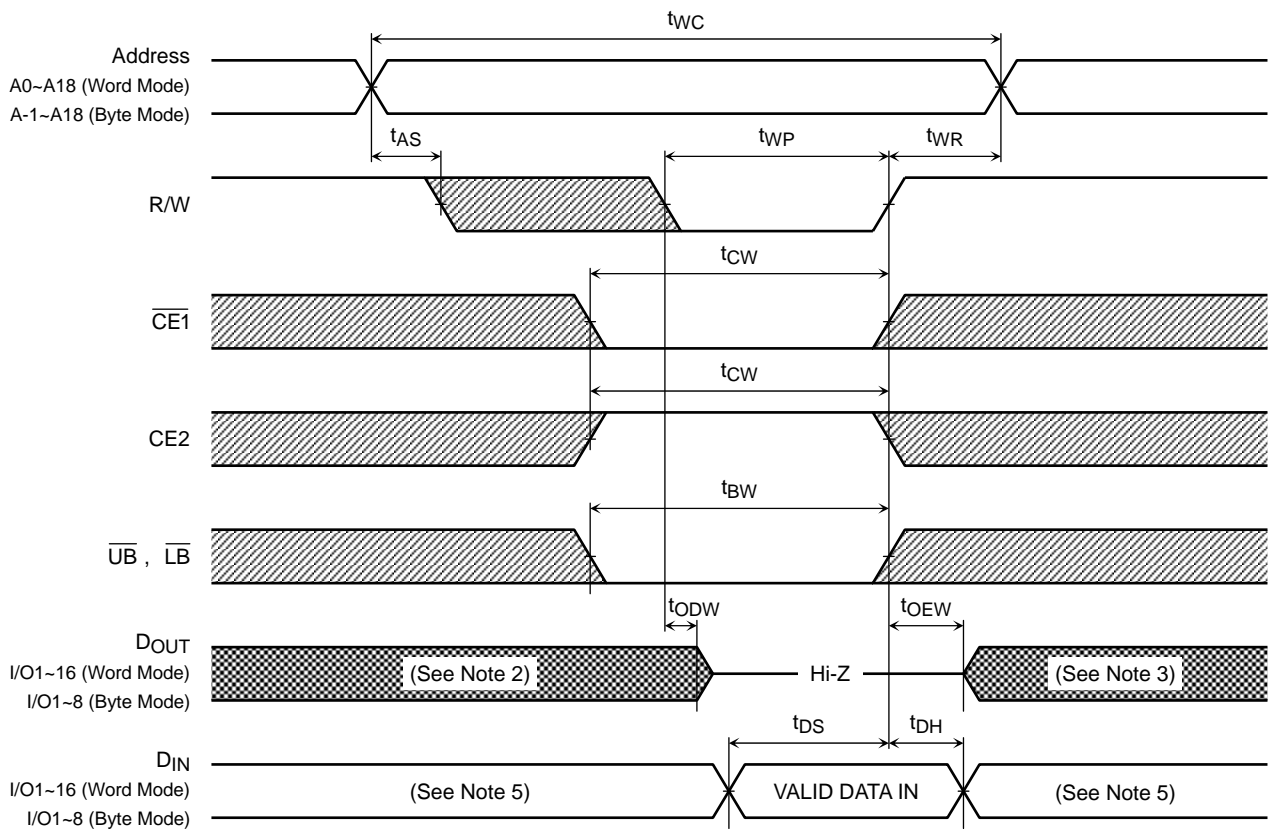 tWC
Address
A0~A18 (Word Mode)
A-1~A18 (Byte Mode)
tAS
tWP
tWR
R/W
tCW
CE1
tCW
CE2
tBW
UB , LB
tODW
tOEW
DOUT
I/O1~16 (Word Mode)
I/O1~8 (Byte Mode)
(See Note 2)
Hi-Z
(See Note 3)
tDS
tDH
DIN
I/O1~16 (Word Mode)
I/O1~8 (Byte Mode)
(See Note 5)
VALID DATA IN
(See Note 5)